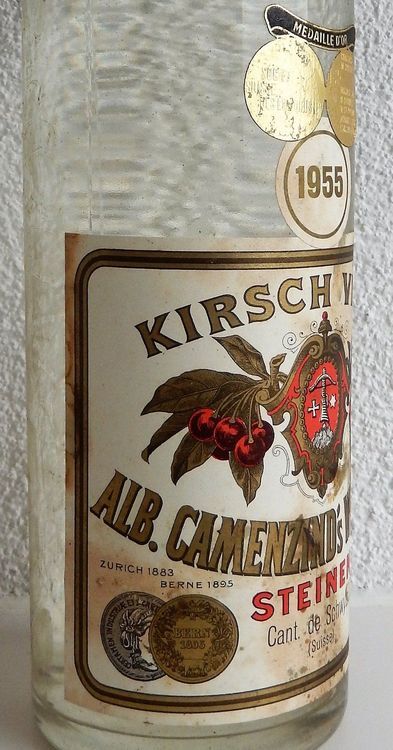 MEDAILLE D'OR
1955
KIRSCH V
ALB. CAMENZIND's
ZURICH 1883
BERNE 1895
STEINE
Cant. de Schw
(Suisse)
BERN
1895